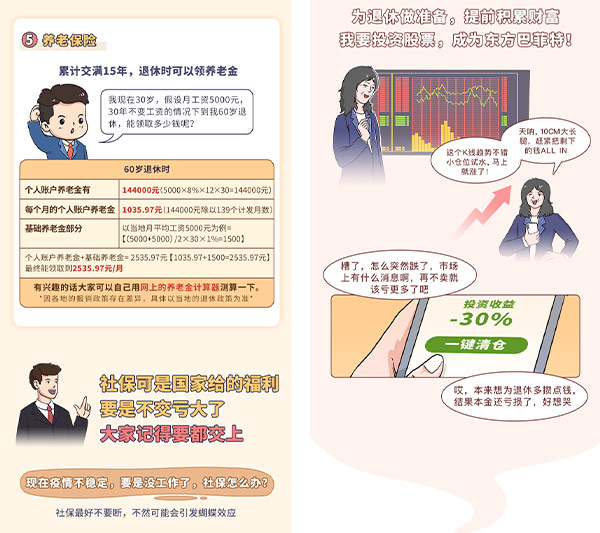 5 养老保险
累计交满15年，退休时可以领养老金
我现在30岁，假设月工资5000元，
30年不变工资的情况下到我60岁退
休，能领取多少钱呢？
60岁退休时
个人账户养老金有 144000元(5000×8%×12×30=144000元)
每个月的个人账户养老金 1035.97元(144000元除以139个计发月数)
基础养老金部分 以当地月平均工资5000元为例=
【(5000+5000) /2×30×1%=1500】
个人账户养老金+基础养老金= 2535.97元【1035.97+1500=2535.97元】
最终能领取到2535.97元/月
有兴趣的话大家可以自己用网上的养老金计算器测算一下。
*因各地的报销政策存在差异，具体以当地的退休政策为准*
社保可是国家给的福利
要是不交亏大了
大家记得要都交上
现在疫情不稳定，要是没工作了，社保怎么办？
社保最好不要断，不然可能会引发蝴蝶效应
为退休做准备，提前积累财富
我要投资股票，成为东方巴菲特！
这个K线趋势不错
小仓位试水,马上
就涨了！
天呐, 10CM大长
腿，赶紧把剩下
的钱ALL IN
槽了，怎么突然跌了，市场
上有什么消息啊，再不卖就
该亏更多了吧
投资收益
-30%
一键清仓
哎，本来想为退休多攒点钱，
结果本金还亏损了，好想哭